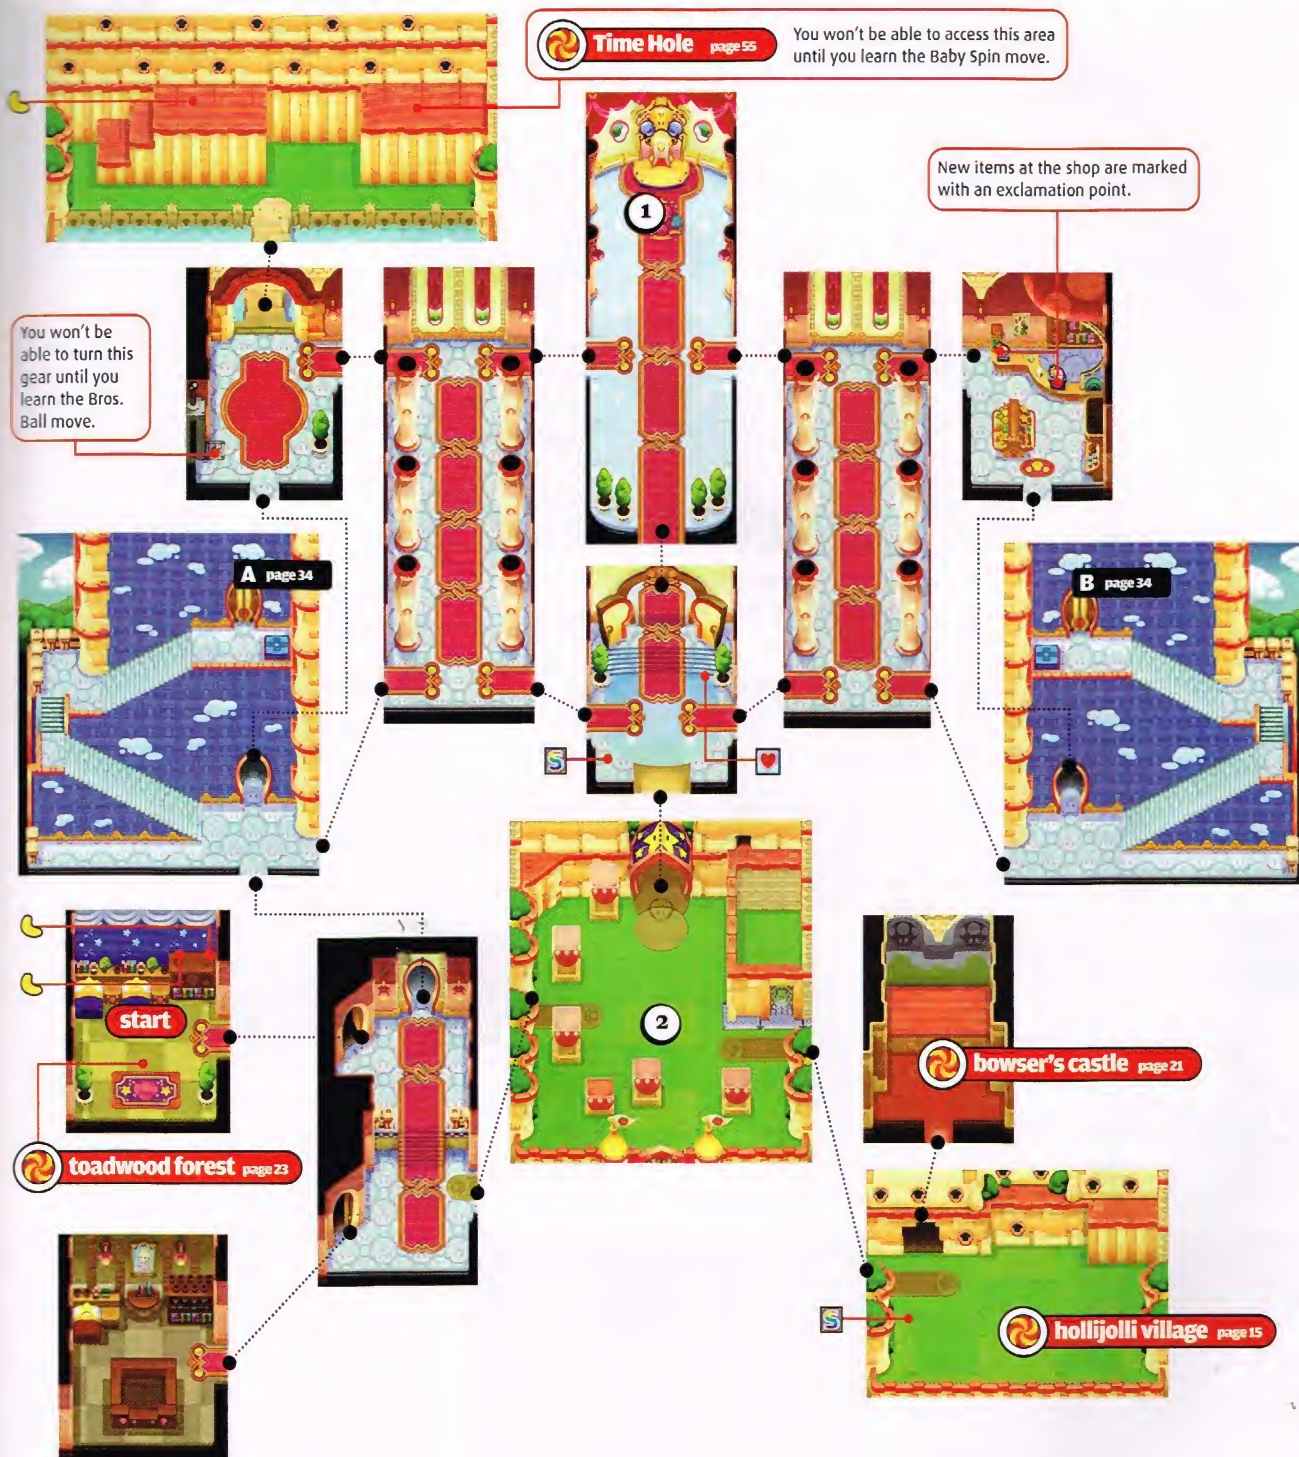 Time Hole page 55
You won't be able to access this area
until you learn the Baby Spin move.
1
New items at the shop are marked
with an exclamation point.
You won't be
able to turn this
gear until you
learn the Bros.
Ball move.
A page 34
B page 34
S
start
2
bowser's castle page 21
toadwood forest page 23
S
hollijolli village page 15